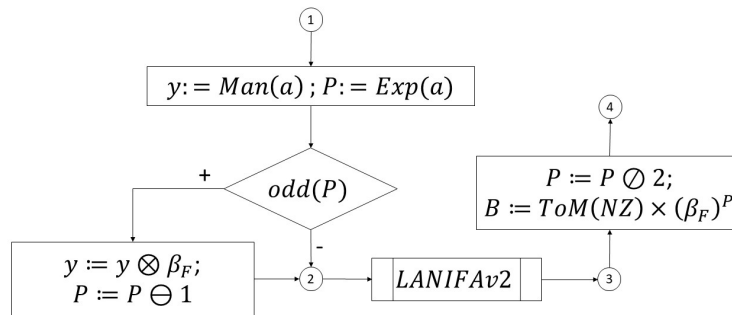 1
y:= Man(a) ; P:= Exp(a)
odd(P)
+
-
y ≔ y ⊗ β_F;
P ≔ P ⊖ 1
2
LANIFAv2
3
P ≔ P ⊘ 2;
B ≔ ToM(NZ) × (β_F)^P
4